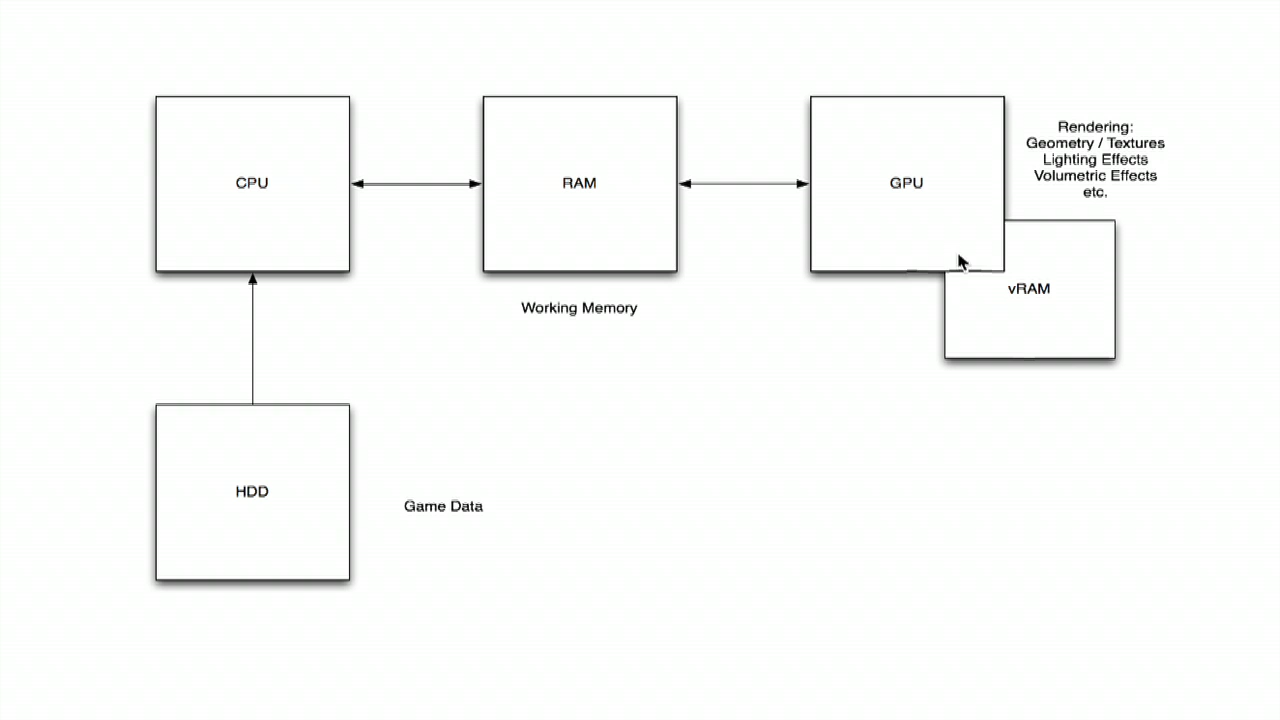 CPU
RAM
GPU
Rendering:
Geometry / Textures
Lighting Effects
Volumetric Effects
etc.
vRAM
Working Memory
HDD
Game Data